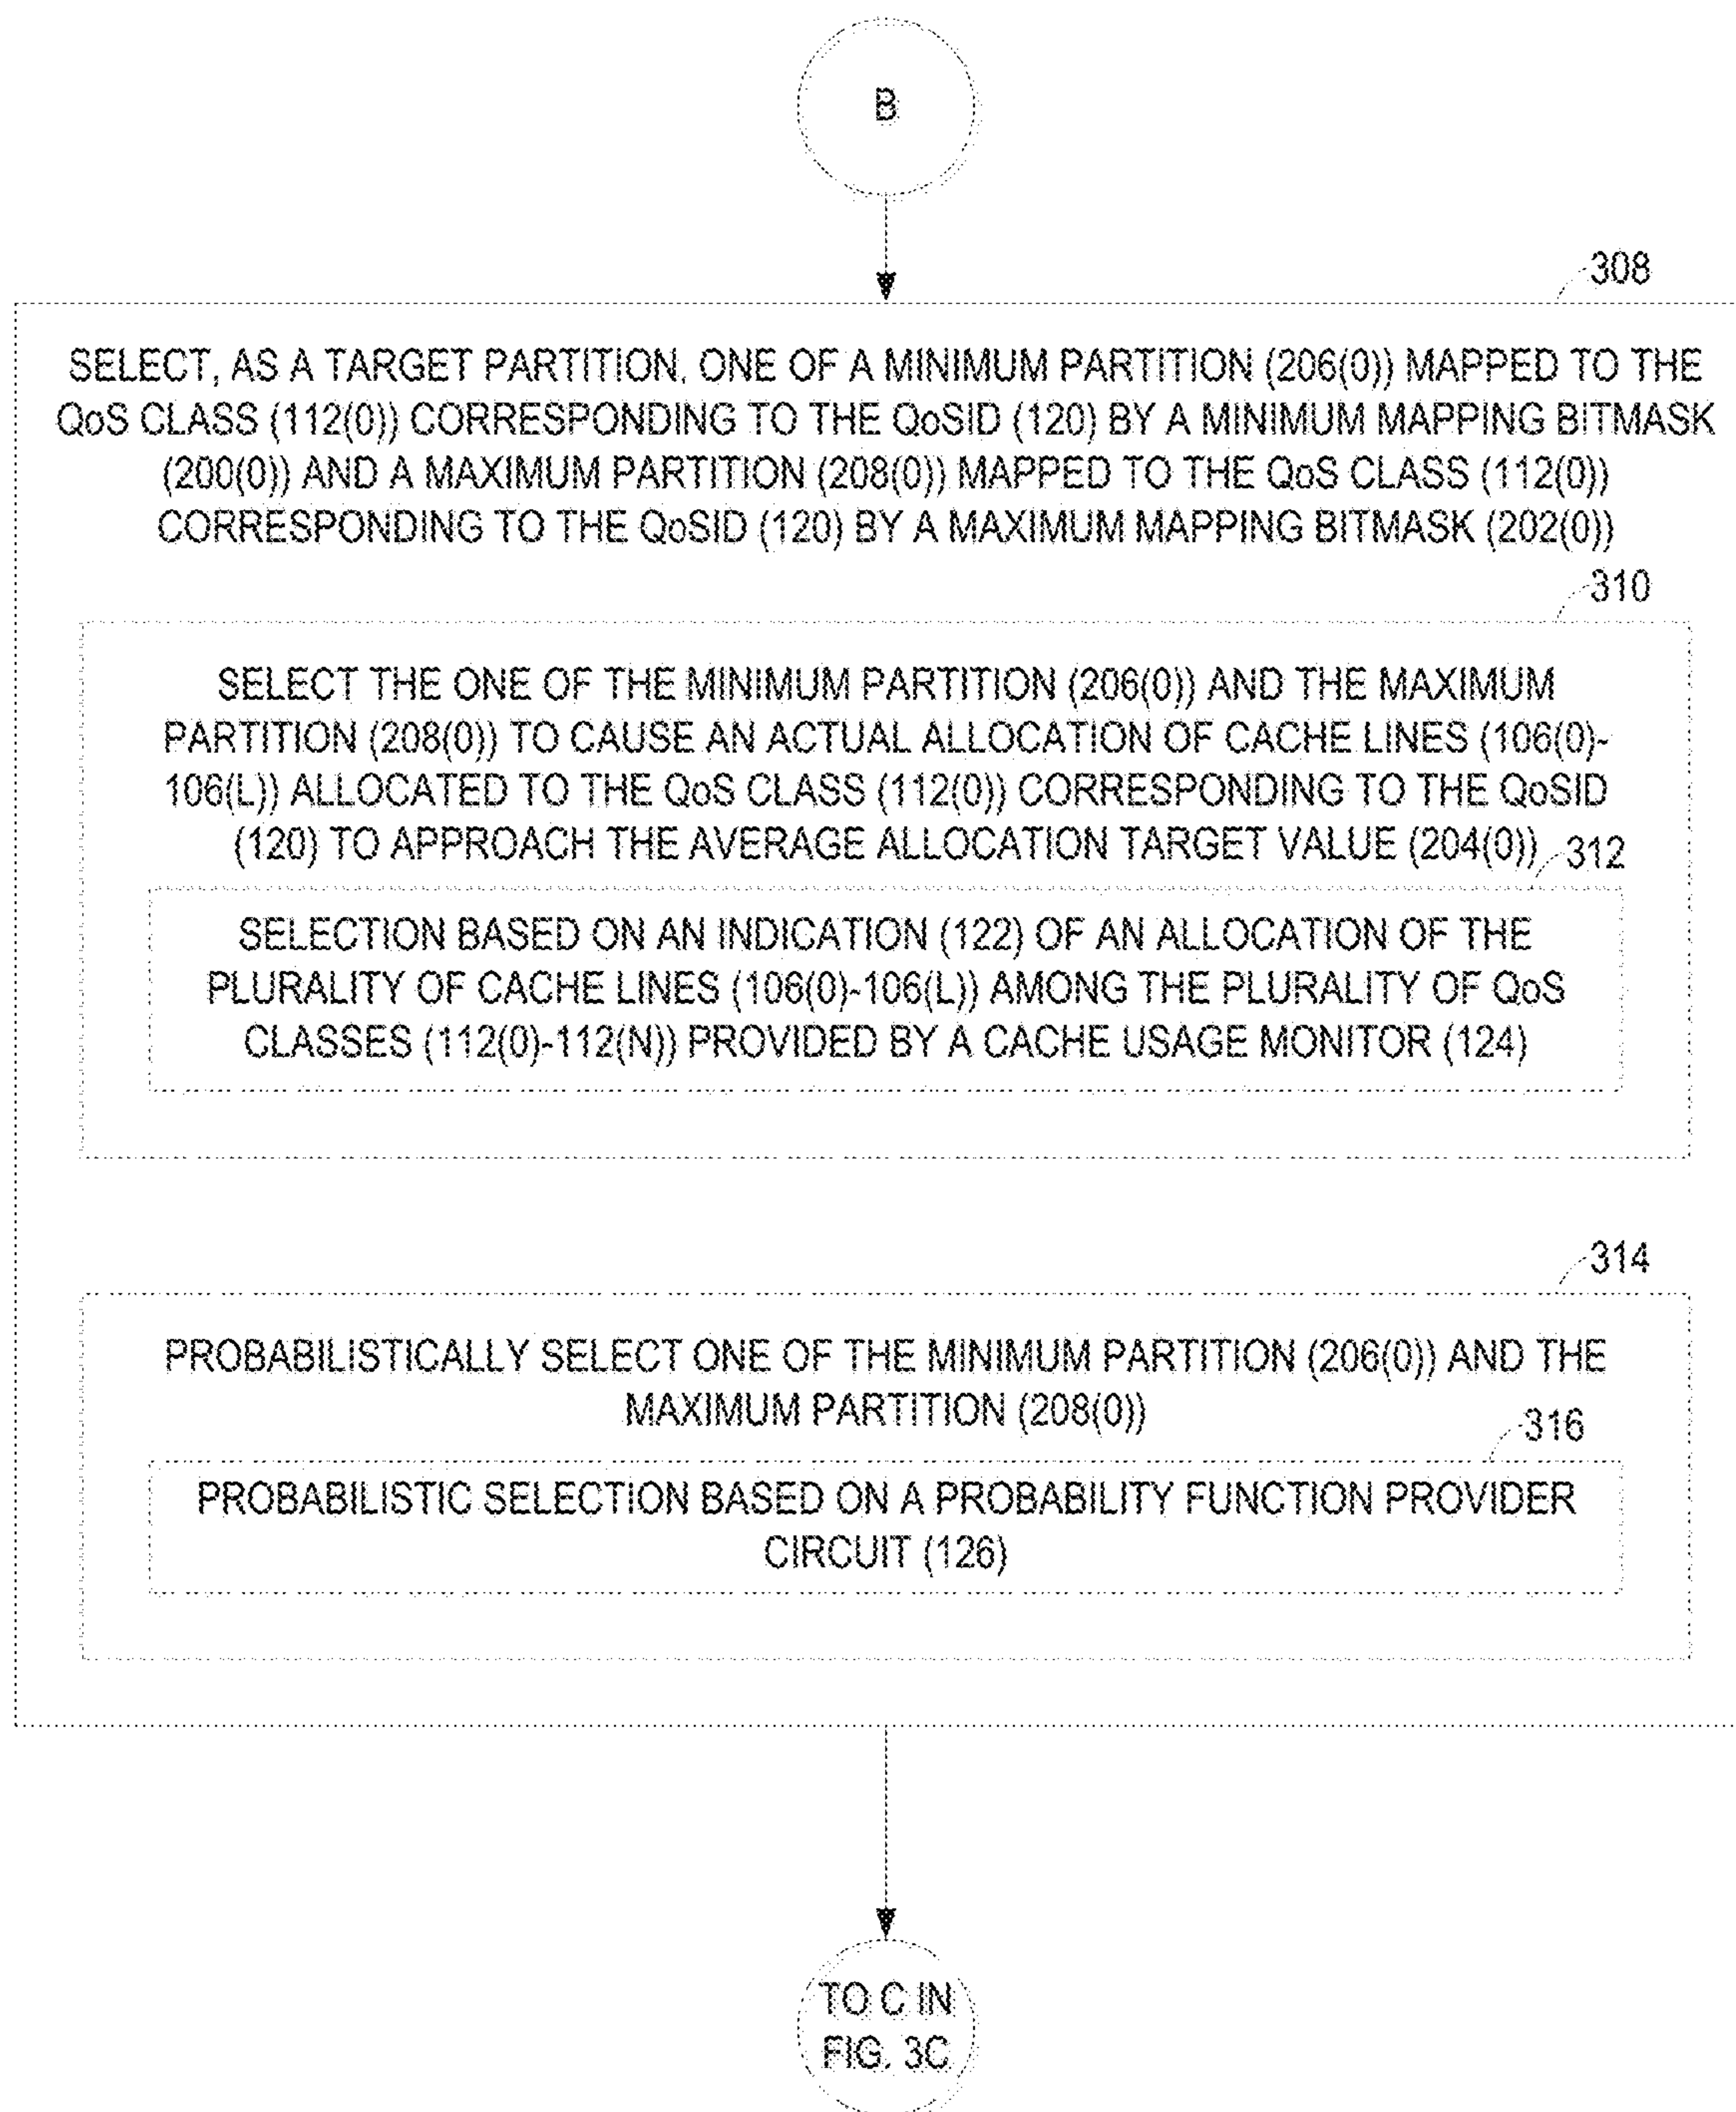 B
308
SELECT, AS A TARGET PARTITION, ONE OF A MINIMUM PARTITION (206(0)) MAPPED TO THE
QoS CLASS (112(0)) CORRESPONDING TO THE QoSID (120) BY A MINIMUM MAPPING BITMASK
(200(0)) AND A MAXIMUM PARTITION (208(0)) MAPPED TO THE QoS CLASS (112(0))
CORRESPONDING TO THE QoSID (120) BY A MAXIMUM MAPPING BITMASK (202(0))
310
SELECT THE ONE OF THE MINIMUM PARTITION (206(0)) AND THE MAXIMUM
PARTITION (208(0)) TO CAUSE AN ACTUAL ALLOCATION OF CACHE LINES (106(0)-
106(L)) ALLOCATED TO THE QoS CLASS (112(0)) CORRESPONDING TO THE QoSID
(120) TO APPROACH THE AVERAGE ALLOCATION TARGET VALUE (204(0))
312
SELECTION BASED ON AN INDICATION (122) OF AN ALLOCATION OF THE
PLURALITY OF CACHE LINES (106(0)-106(L)) AMONG THE PLURALITY OF QoS
CLASSES (112(0)-112(N)) PROVIDED BY A CACHE USAGE MONITOR (124)
314
PROBABILISTICALLY SELECT ONE OF THE MINIMUM PARTITION (206(0)) AND THE
MAXIMUM PARTITION (208(0))
316
PROBABILISTIC SELECTION BASED ON A PROBABILITY FUNCTION PROVIDER
CIRCUIT (126)
TO C IN
FIG. 3C